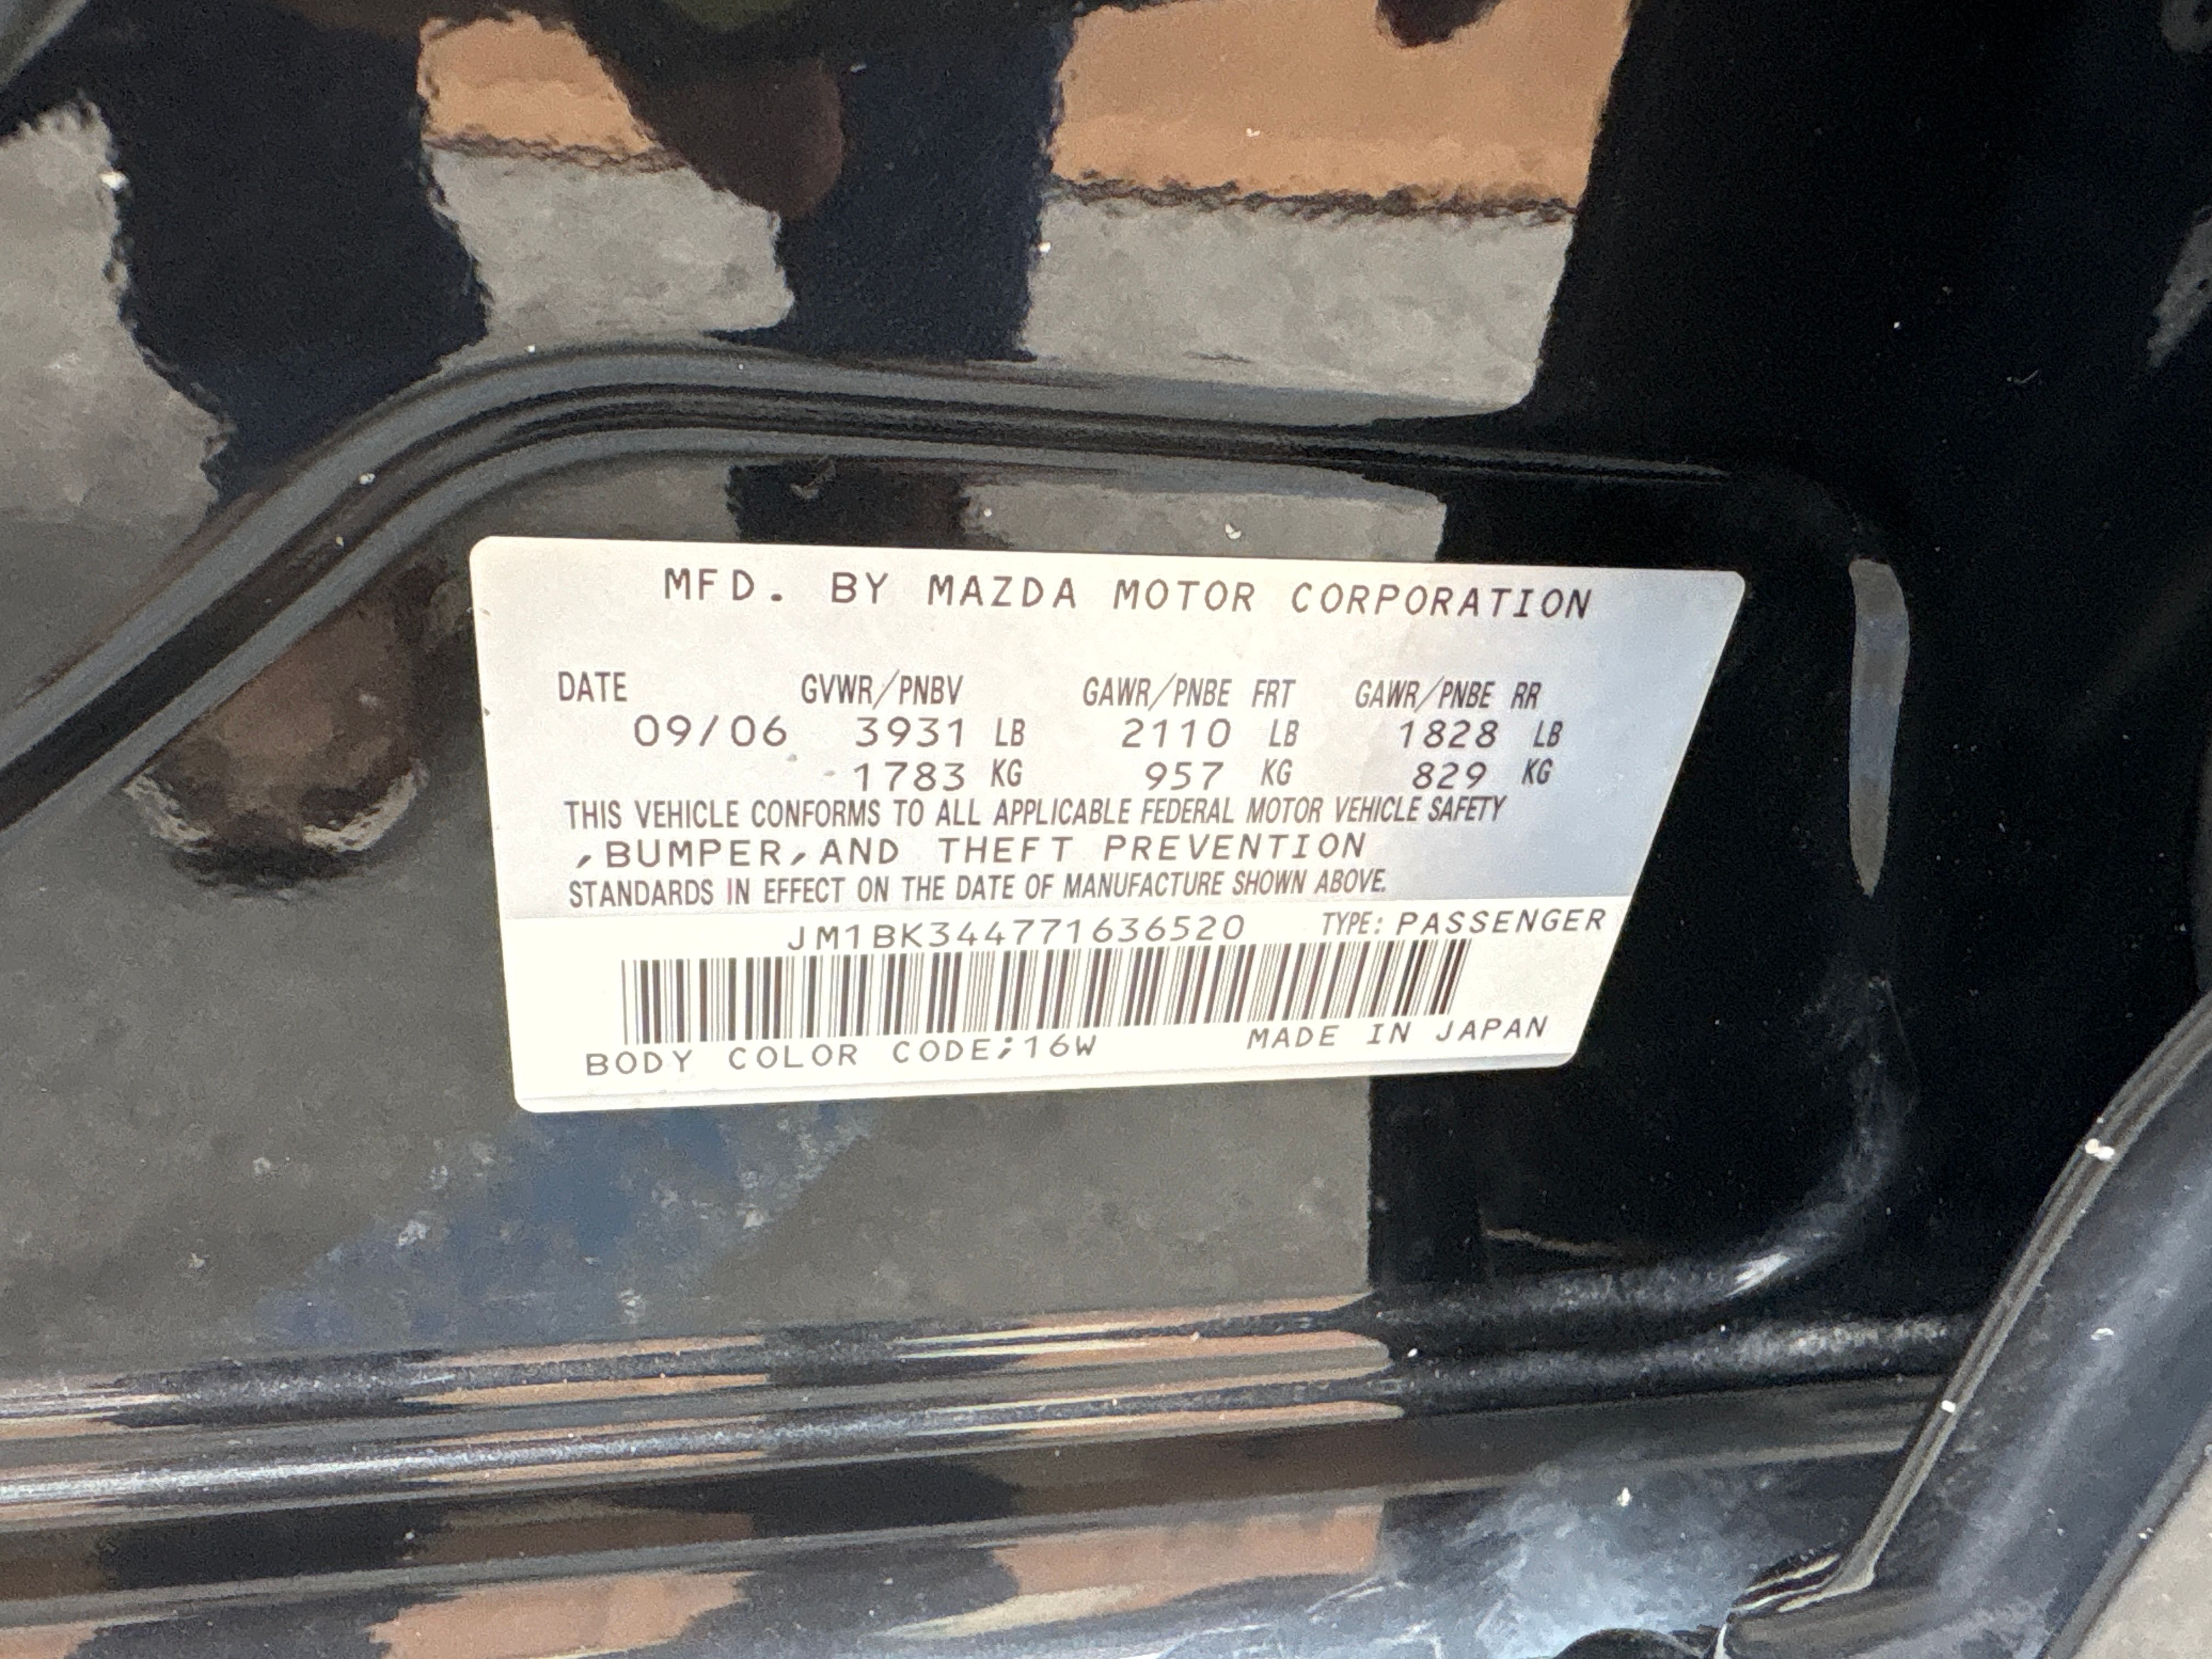 MFD. BY MAZDA MOTOR CORPORATION
DATE GVWR/PNBV GAWR/PNBE FRT GAWR/PNBE RR
09/06 3931 LB 2110 LB 1828 LB
1783 KG 957 KG 829 KG
THIS VEHICLE CONFORMS TO ALL APPLICABLE FEDERAL MOTOR VEHICLE SAFETY
,BUMPER,AND THEFT PREVENTION
STANDARDS IN EFFECT ON THE DATE OF MANUFACTURE SHOWN ABOVE.
JM1BK344771636520 TYPE: PASSENGER
BODY COLOR CODE;16W MADE IN JAPAN